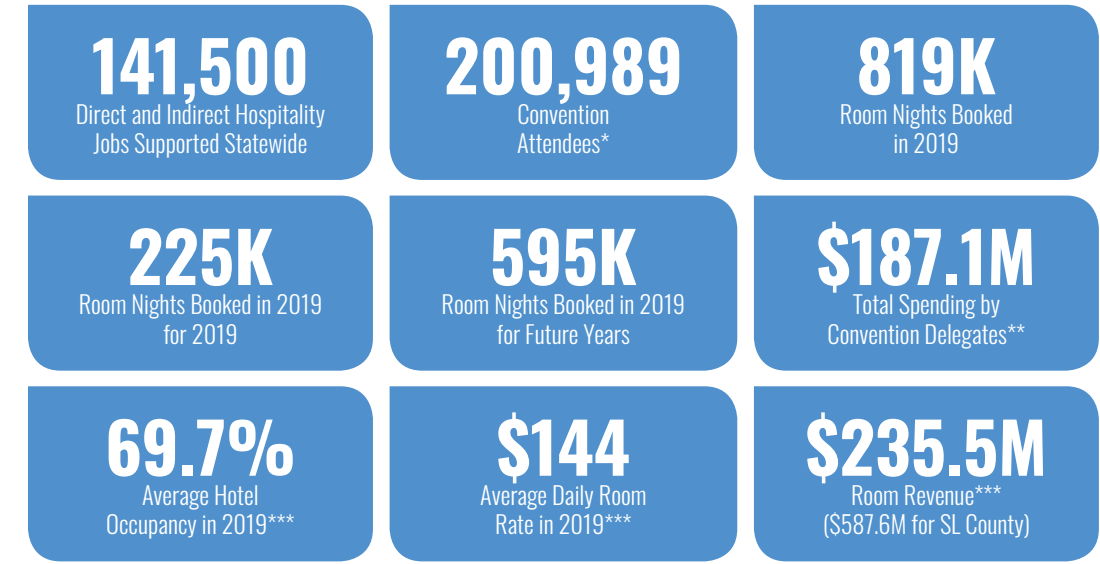 141,500
Direct and Indirect Hospitality
Jobs Supported Statewide
200,989
Convention
Attendees*
819K
Room Nights Booked
in 2019
225K
Room Nights Booked in 2019
for 2019
595K
Room Nights Booked in 2019
for Future Years
$187.1M
Total Spending by
Convention Delegates**
69.7%
Average Hotel
Occupancy in 2019***
$144
Average Daily Room
Rate in 2019***
$235.5M
Room Revenue***
($587.6M for SL County)